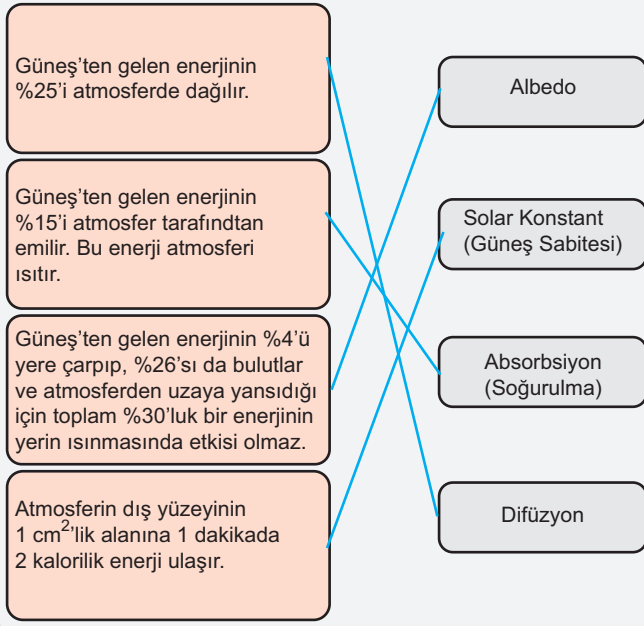 Güneş’ten gelen enerjinin
%25’i atmosferde dağılır.
Güneş’ten gelen enerjinin
%15’i atmosfer tarafındtan
emilir. Bu enerji atmosferi
ısıtır.
Güneş’ten gelen enerjinin %4’ü
yere çarpıp, %26’sı da bulutlar
ve atmosferden uzaya yansıdığı
için toplam %30’luk bir enerjinin
yerin ısınmasında etkisi olmaz.
Atmosferin dış yüzeyinin
1 cm²’lik alanına 1 dakikada
2 kalorilik enerji ulaşır.
Albedo
Solar Konstant
(Güneş Sabitesi)
Absorbsiyon
(Soğurulma)
Difüzyon